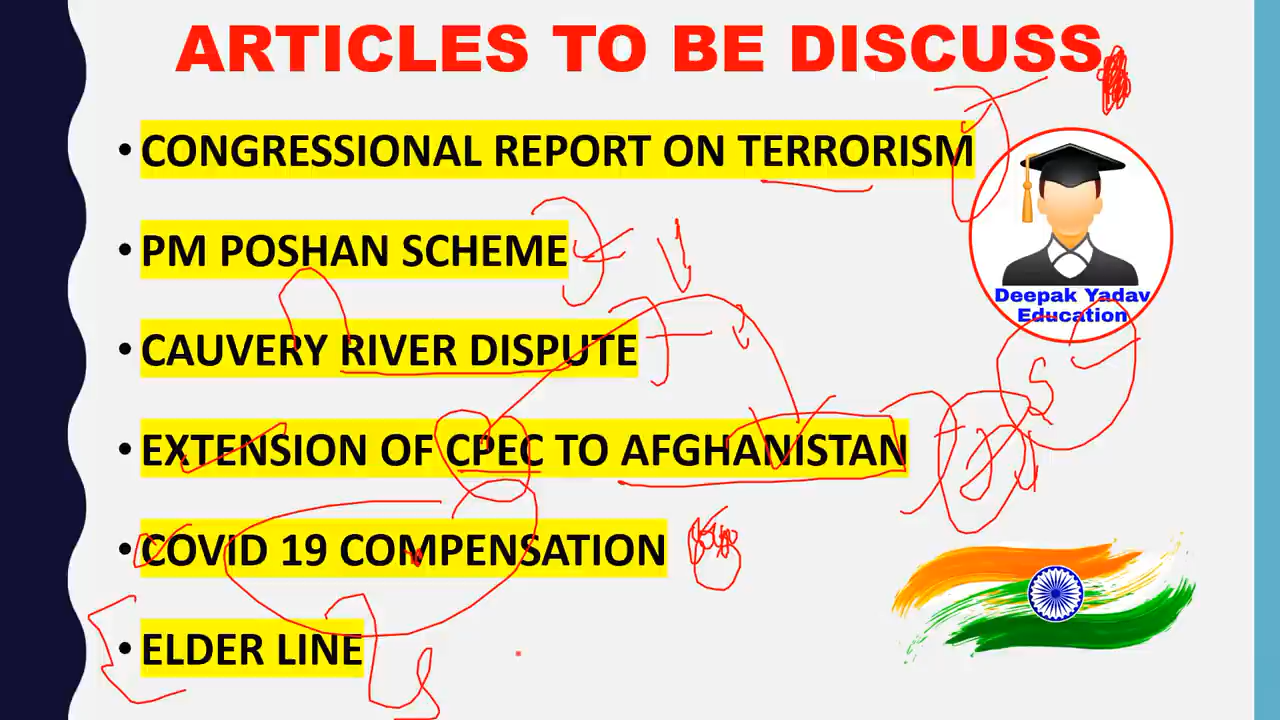 ARTICLES TO BE DISCUSS
• CONGRESSIONAL REPORT ON TERRORISM
• PM POSHAN SCHEME
• CAUVERY RIVER DISPUTE
• EXTENSION OF CPEC TO AFGHANISTAN
• COVID 19 COMPENSATION
• ELDER LINE
Deepak Yadav
Education